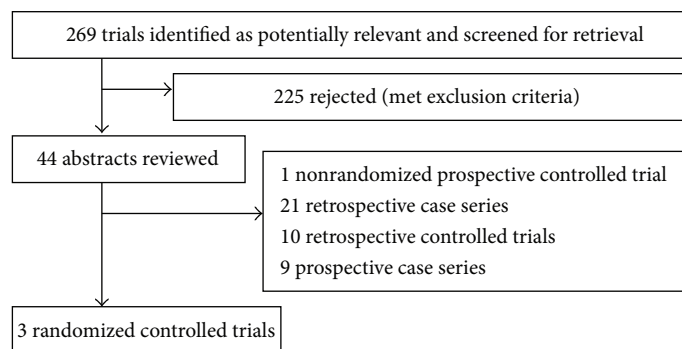 269 trials identified as potentially relevant and screened for retrieval
225 rejected (met exclusion criteria)
44 abstracts reviewed
1 nonrandomized prospective controlled trial
21 retrospective case series
10 retrospective controlled trials
9 prospective case series
3 randomized controlled trials